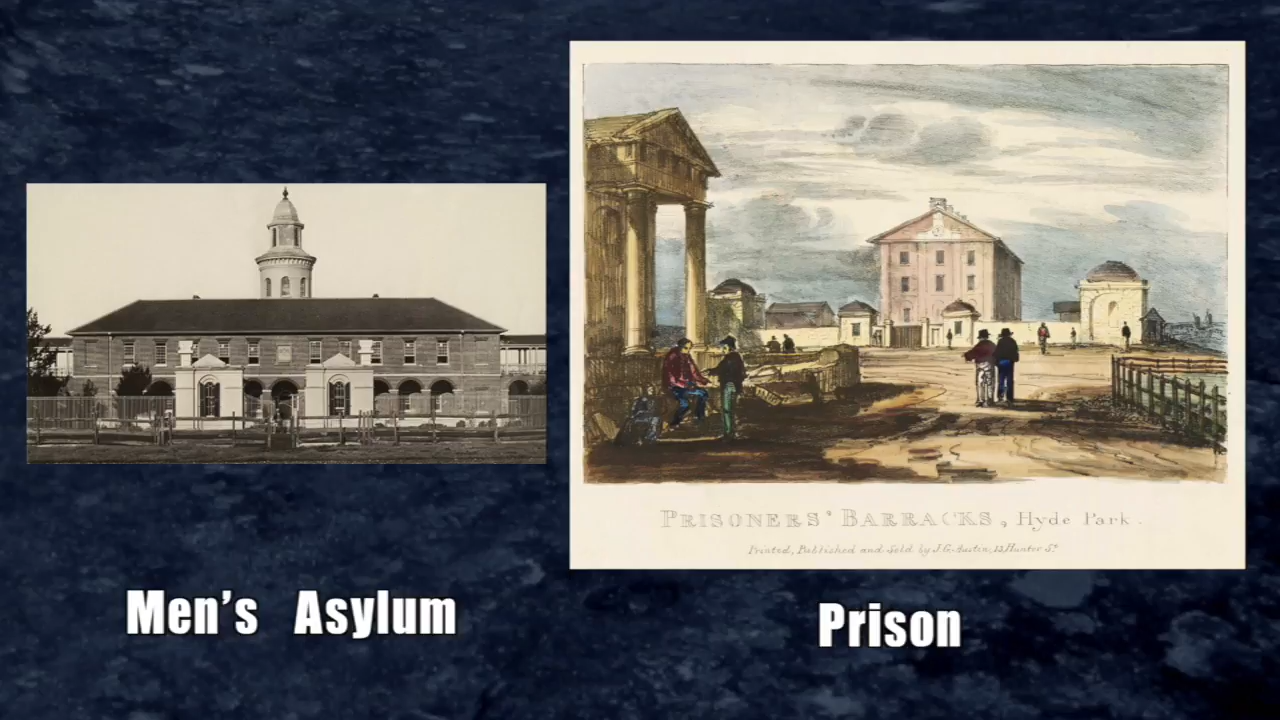 PRISONERS' BARRACKS, Hyde Park.
Printed, Published and Sold by J.G. Austin, 13, Hunter St.
Men's Asylum
Prison